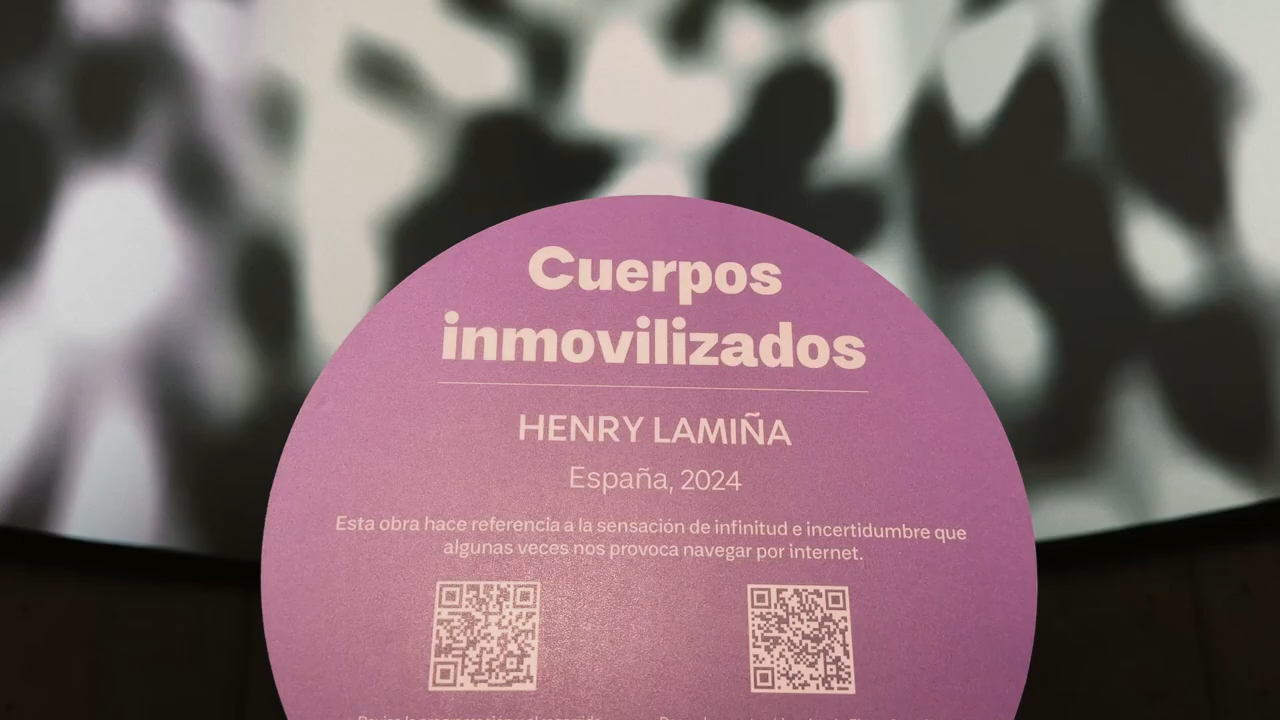 Cuerpos
inmovilizados
HENRY LAMIÑA
España, 2024
Esta obra hace referencia a la sensación de infinitud e incertidumbre que
algunas veces nos provoca navegar por internet.